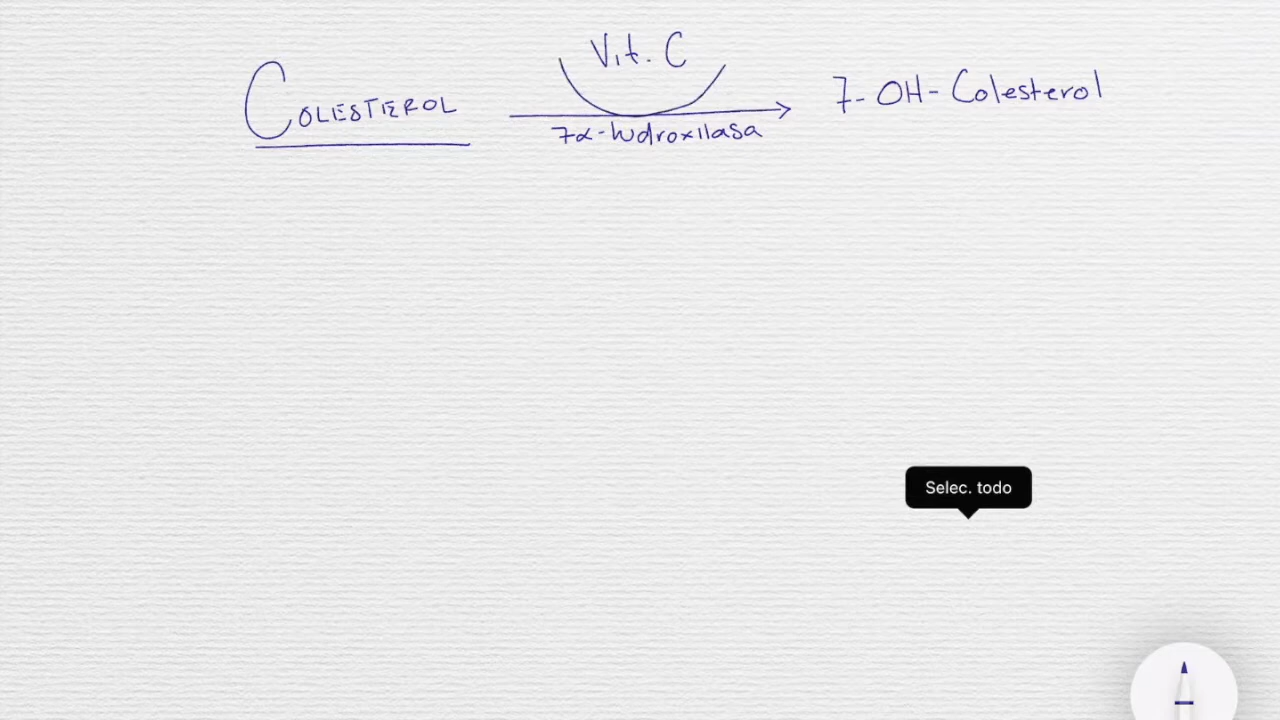 Vit. C
COLESTEROL
7-OH-Colesterol
7α-hidroxilasa
Selec. todo